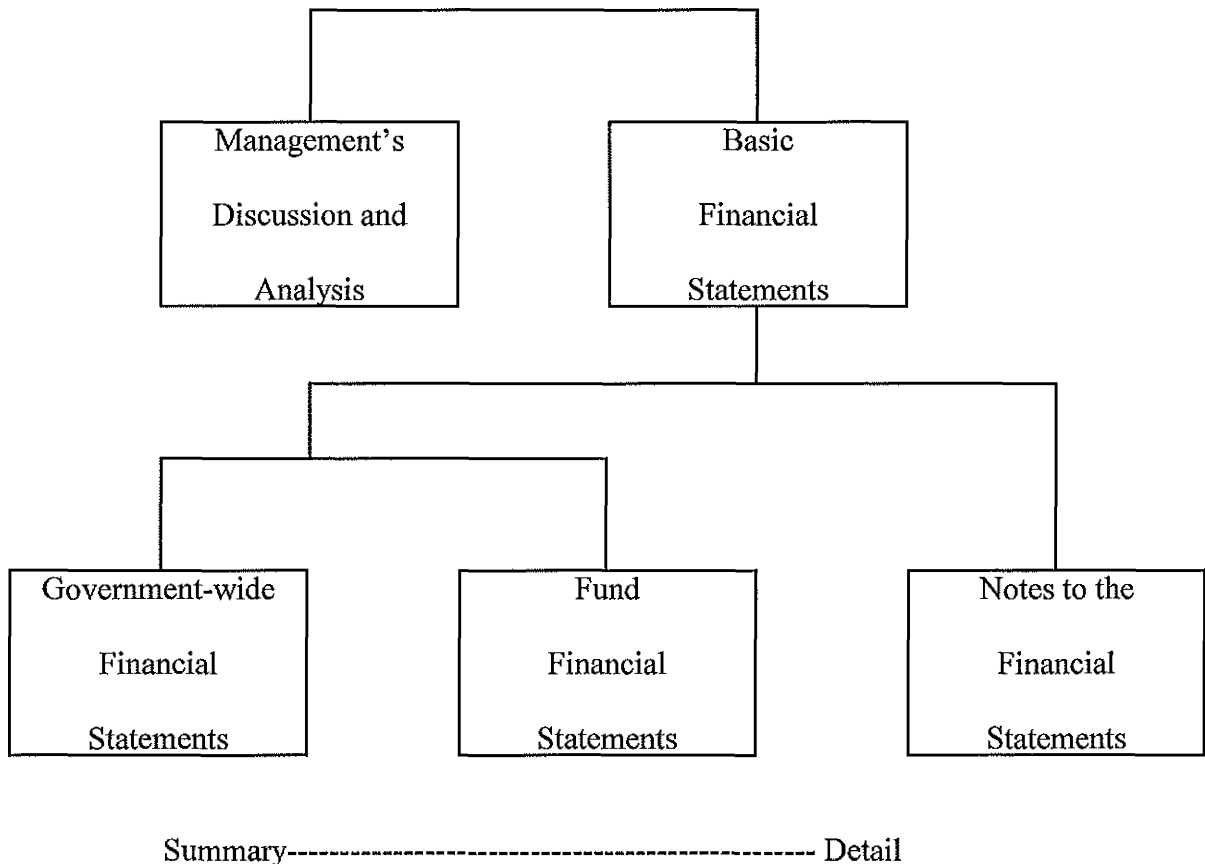 Management’s
Discussion and
Analysis
Basic
Financial
Statements
Government-wide
Financial
Statements
Fund
Financial
Statements
Notes to the
Financial
Statements
Summary------------------------------------------------ Detail